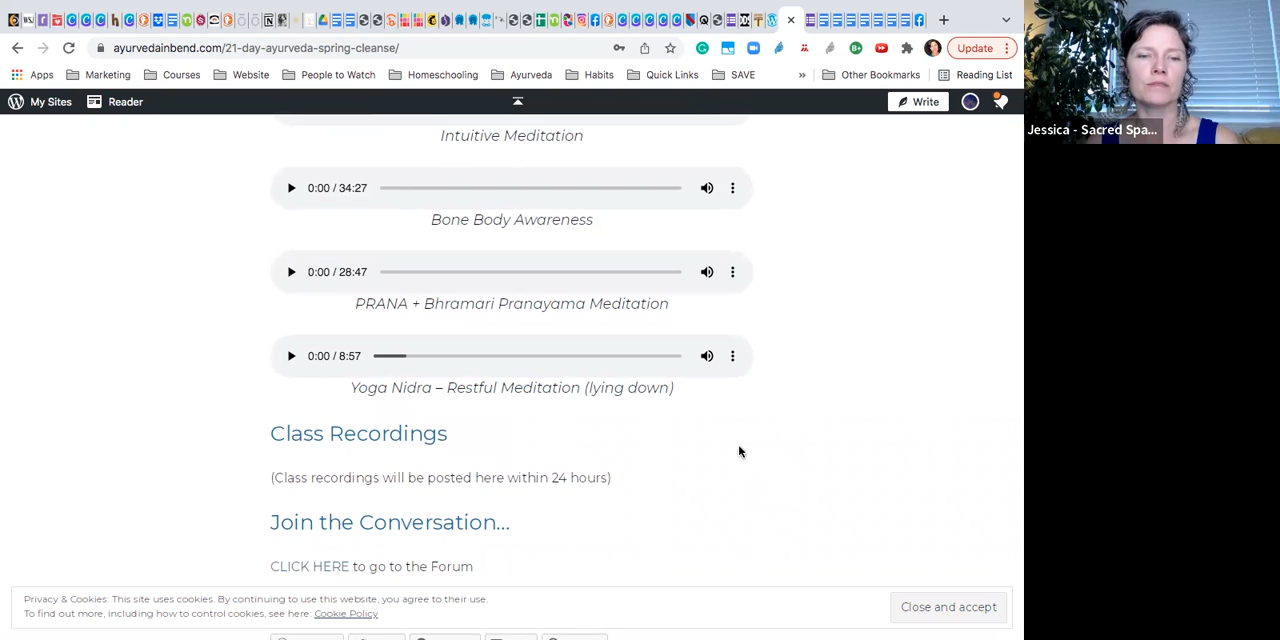 ayurvedainbend.com/21-day-ayurveda-spring-cleanse/
Update
Apps
Marketing
Courses
Website
People to Watch
Homeschooling
Ayurveda
Habits
Quick Links
SAVE
»
Other Bookmarks
Reading List
My Sites
Reader
Write
Jessica - Sacred Spa...
Intuitive Meditation
0:00 / 34:27
Bone Body Awareness
0:00 / 28:47
PRANA + Bhramari Pranayama Meditation
0:00 / 8:57
Yoga Nidra – Restful Meditation (lying down)
Class Recordings
(Class recordings will be posted here within 24 hours)
Join the Conversation...
CLICK HERE to go to the Forum
Privacy & Cookies: This site uses cookies. By continuing to use this website, you agree to their use.
To find out more, including how to control cookies, see here: Cookie Policy
Close and accept